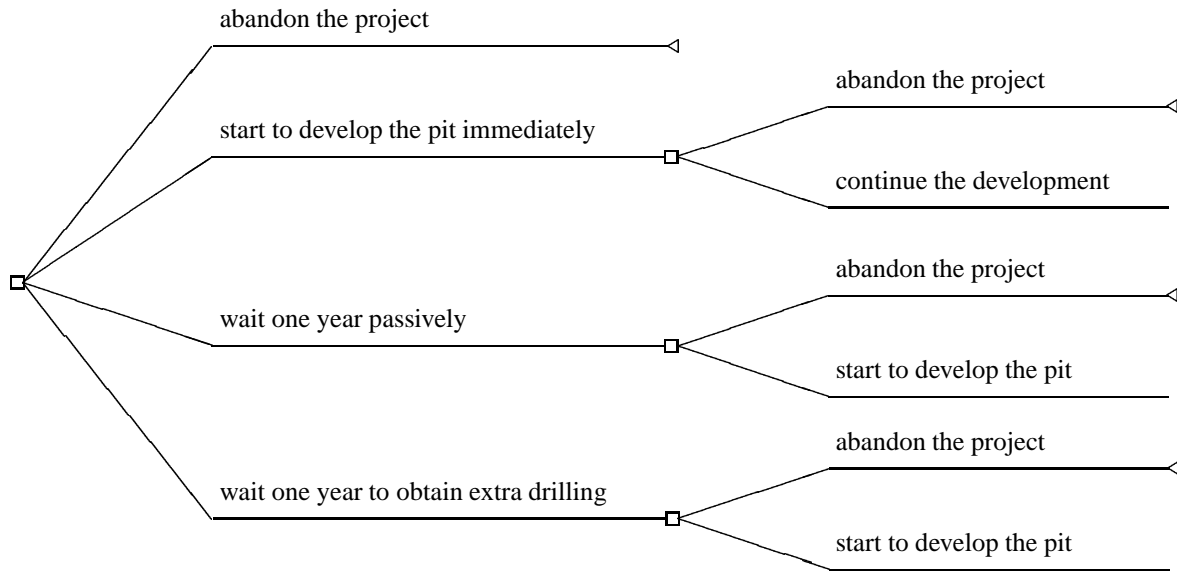 abandon the project
abandon the project
start to develop the pit immediately
continue the development
abandon the project
wait one year passively
start to develop the pit
abandon the project
wait one year to obtain extra drilling
start to develop the pit